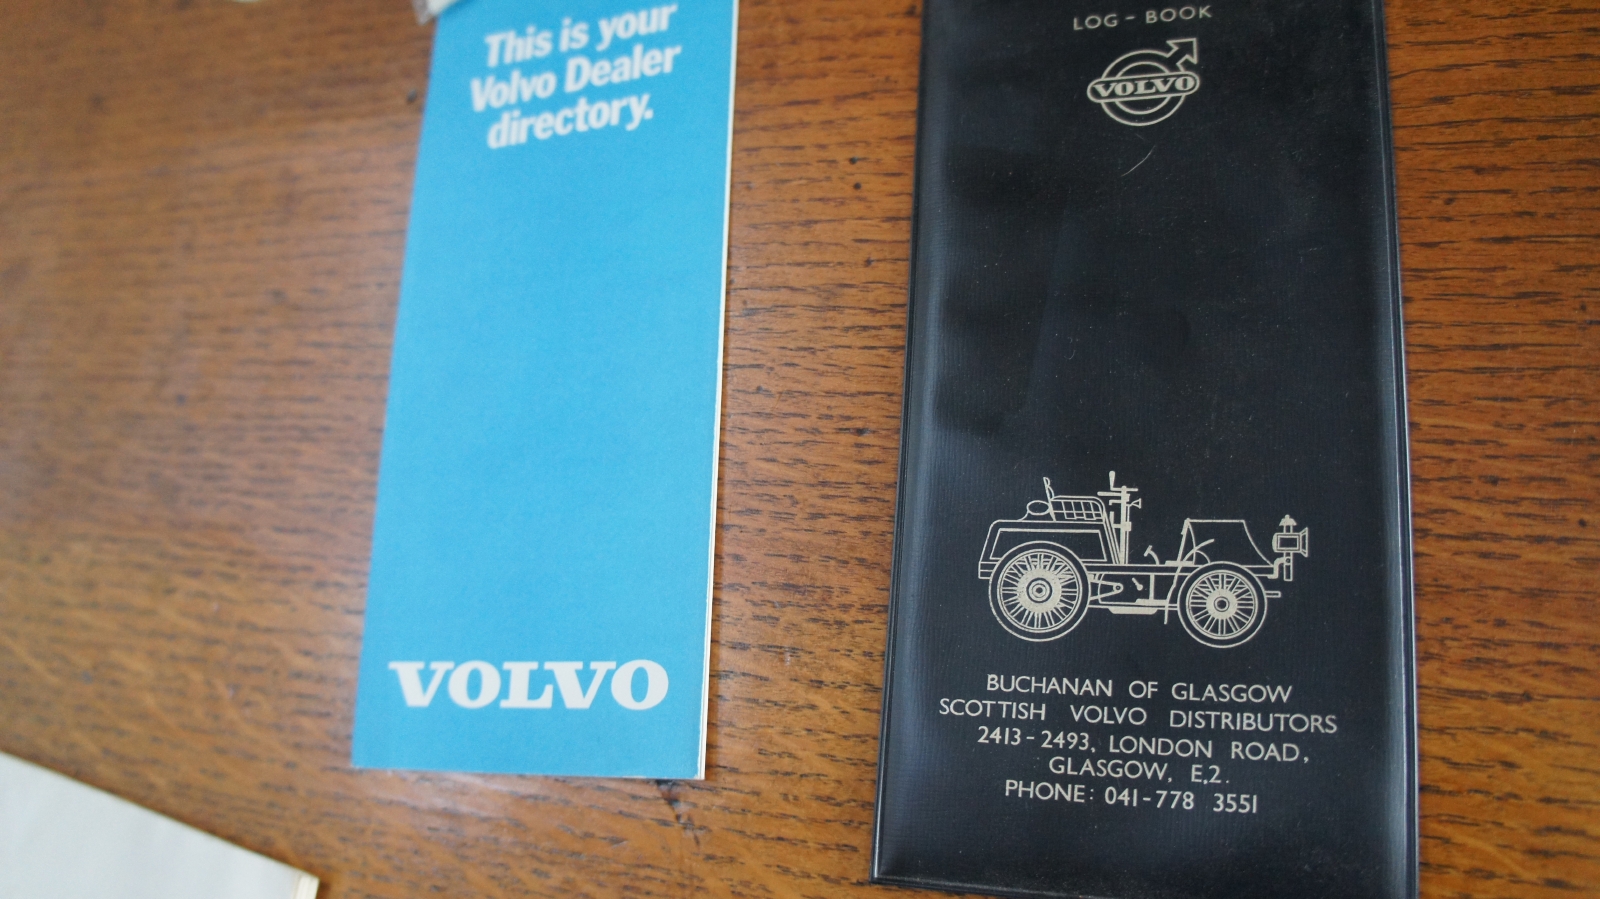 This is your
Volvo Dealer
directory.
VOLVO
LOG - BOOK
VOLVO
BUCHANAN OF GLASGOW
SCOTTISH VOLVO DISTRIBUTORS
2413-2493, LONDON ROAD,
GLASGOW, E,2.
PHONE: 041-778 3551